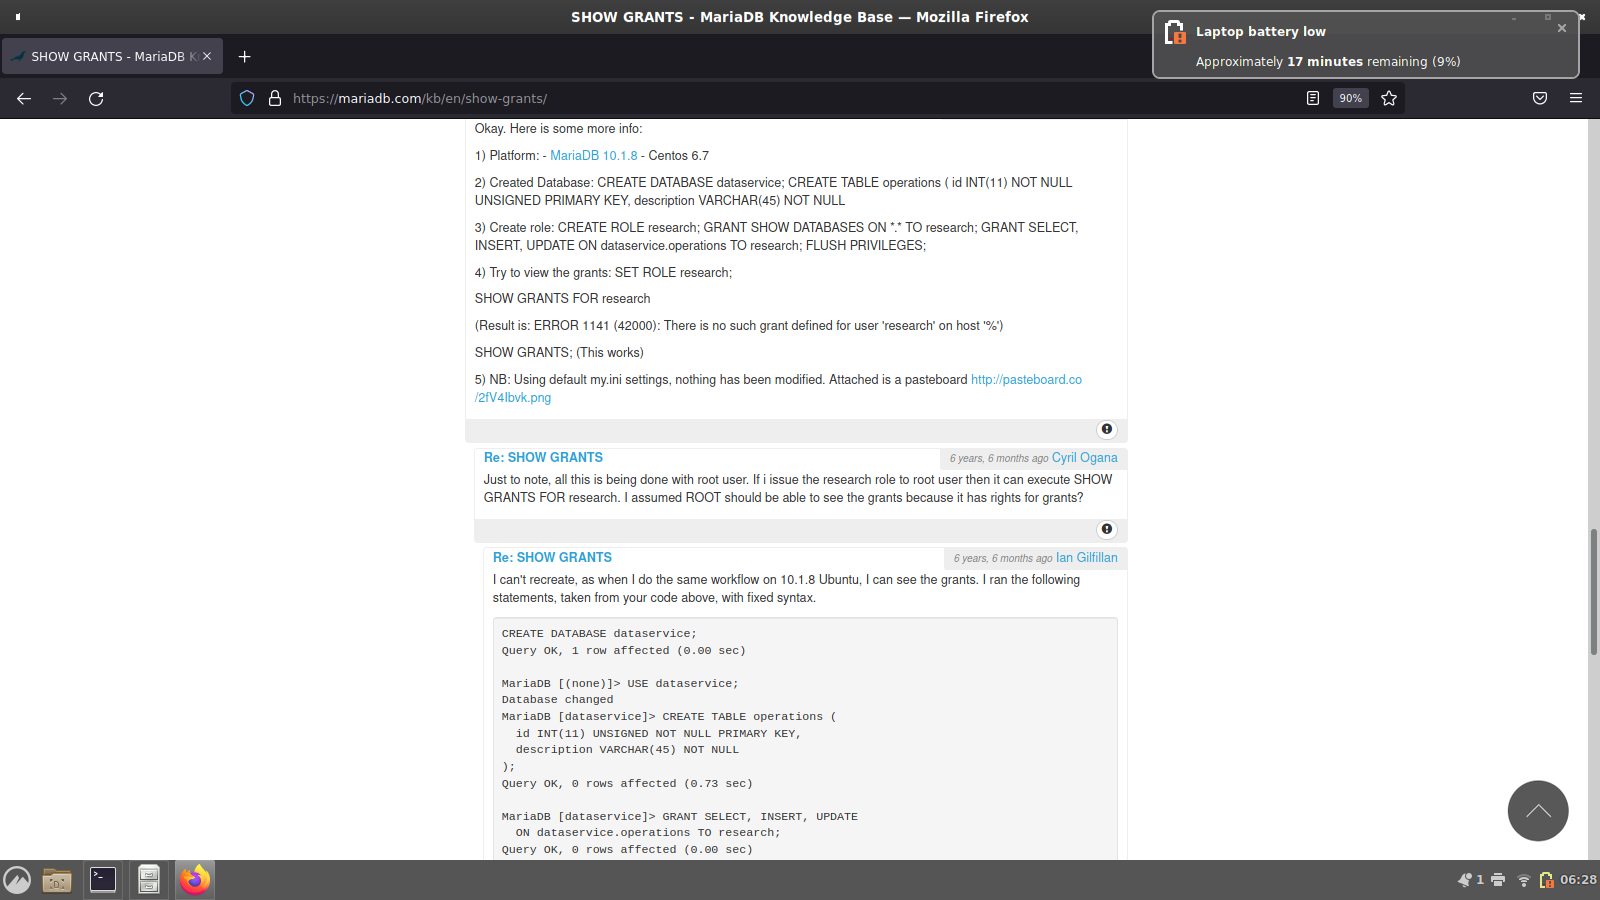 SHOW GRANTS - MariaDB Knowledge Base — Mozilla Firefox
Laptop battery low
Approximately 17 minutes remaining (9%)
SHOW GRANTS - MariaDB K
https://mariadb.com/kb/en/show-grants/
90%
Okay. Here is some more info:
1) Platform: - MariaDB 10.1.8 - Centos 6.7
2) Created Database: CREATE DATABASE dataservice; CREATE TABLE operations ( id INT(11) NOT NULL
UNSIGNED PRIMARY KEY, description VARCHAR(45) NOT NULL
3) Create role: CREATE ROLE research; GRANT SHOW DATABASES ON *.* TO research; GRANT SELECT,
INSERT, UPDATE ON dataservice.operations TO research; FLUSH PRIVILEGES;
4) Try to view the grants: SET ROLE research;
SHOW GRANTS FOR research
(Result is: ERROR 1141 (42000): There is no such grant defined for user 'research' on host '%')
SHOW GRANTS; (This works)
5) NB: Using default my.ini settings, nothing has been modified. Attached is a pasteboard http://pasteboard.co
/2fV4Ibvk.png
Re: SHOW GRANTS
6 years, 6 months ago Cyril Ogana
Just to note, all this is being done with root user. If i issue the research role to root user then it can execute SHOW
GRANTS FOR research. I assumed ROOT should be able to see the grants because it has rights for grants?
Re: SHOW GRANTS
6 years, 6 months ago Ian Gilfillan
I can't recreate, as when I do the same workflow on 10.1.8 Ubuntu, I can see the grants. I ran the following
statements, taken from your code above, with fixed syntax.
CREATE DATABASE dataservice;
Query OK, 1 row affected (0.00 sec)
MariaDB [(none)]> USE dataservice;
Database changed
MariaDB [dataservice]> CREATE TABLE operations (
id INT(11) UNSIGNED NOT NULL PRIMARY KEY,
description VARCHAR(45) NOT NULL
);
Query OK, 0 rows affected (0.73 sec)
MariaDB [dataservice]> GRANT SELECT, INSERT, UPDATE
ON dataservice.operations TO research;
Query OK, 0 rows affected (0.00 sec)
1
06:28